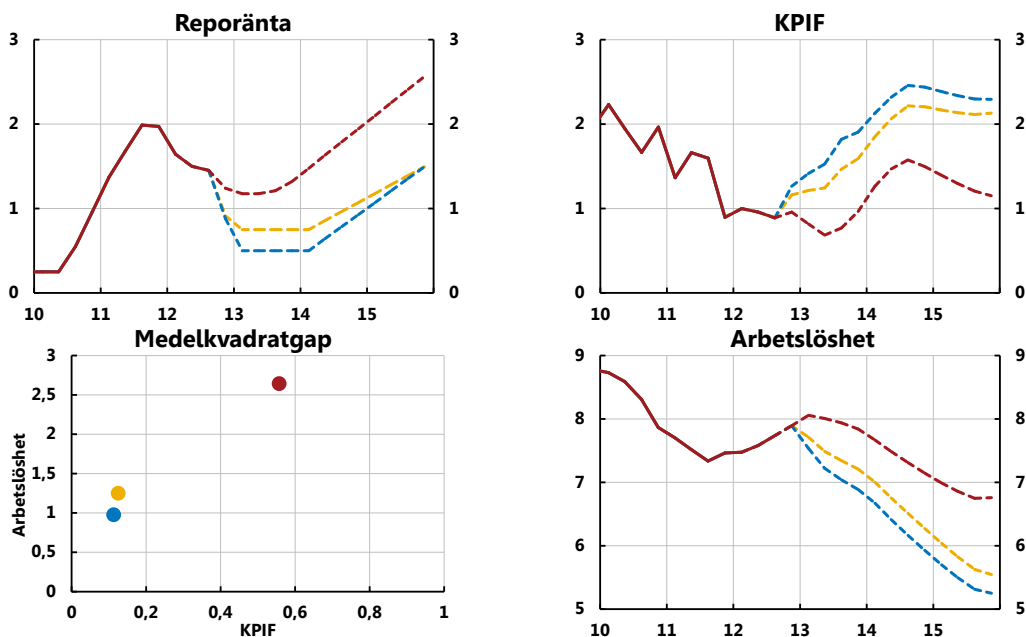 Reporänta
3 3
2 2
1 1
0 0
10 11 12 13 14 15
KPIF
3 3
2 2
1 1
0 0
10 11 12 13 14 15
Medelkvadratgap
Arbetslöshet
3
2,5
2
1,5
1
0,5
0
0 0,2 0,4 0,6 0,8 1
KPIF
Arbetslöshet
9 9
8 8
7 7
6 6
5 5
10 11 12 13 14 15